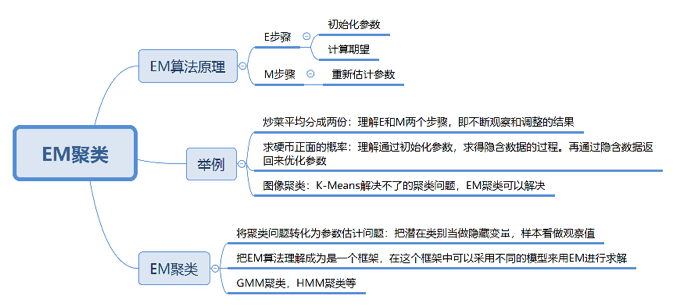 EM聚类
EM算法原理
E步骤
初始化参数
计算期望
M步骤
重新估计参数
举例
炒菜平均分成两份：理解E和M两个步骤，即不断观察和调整的结果
求硬币正面的概率：理解通过初始化参数，求得隐含数据的过程。再通过隐含数据返
回来优化参数
图像聚类：K-Means解决不了的聚类问题，EM聚类可以解决
EM聚类
将聚类问题转化为参数估计问题：把潜在类别当做隐藏变量，样本看做观察值
把EM算法理解成为是一个框架，在这个框架中可以采用不同的模型来用EM进行求解
GMM聚类，HMM聚类等